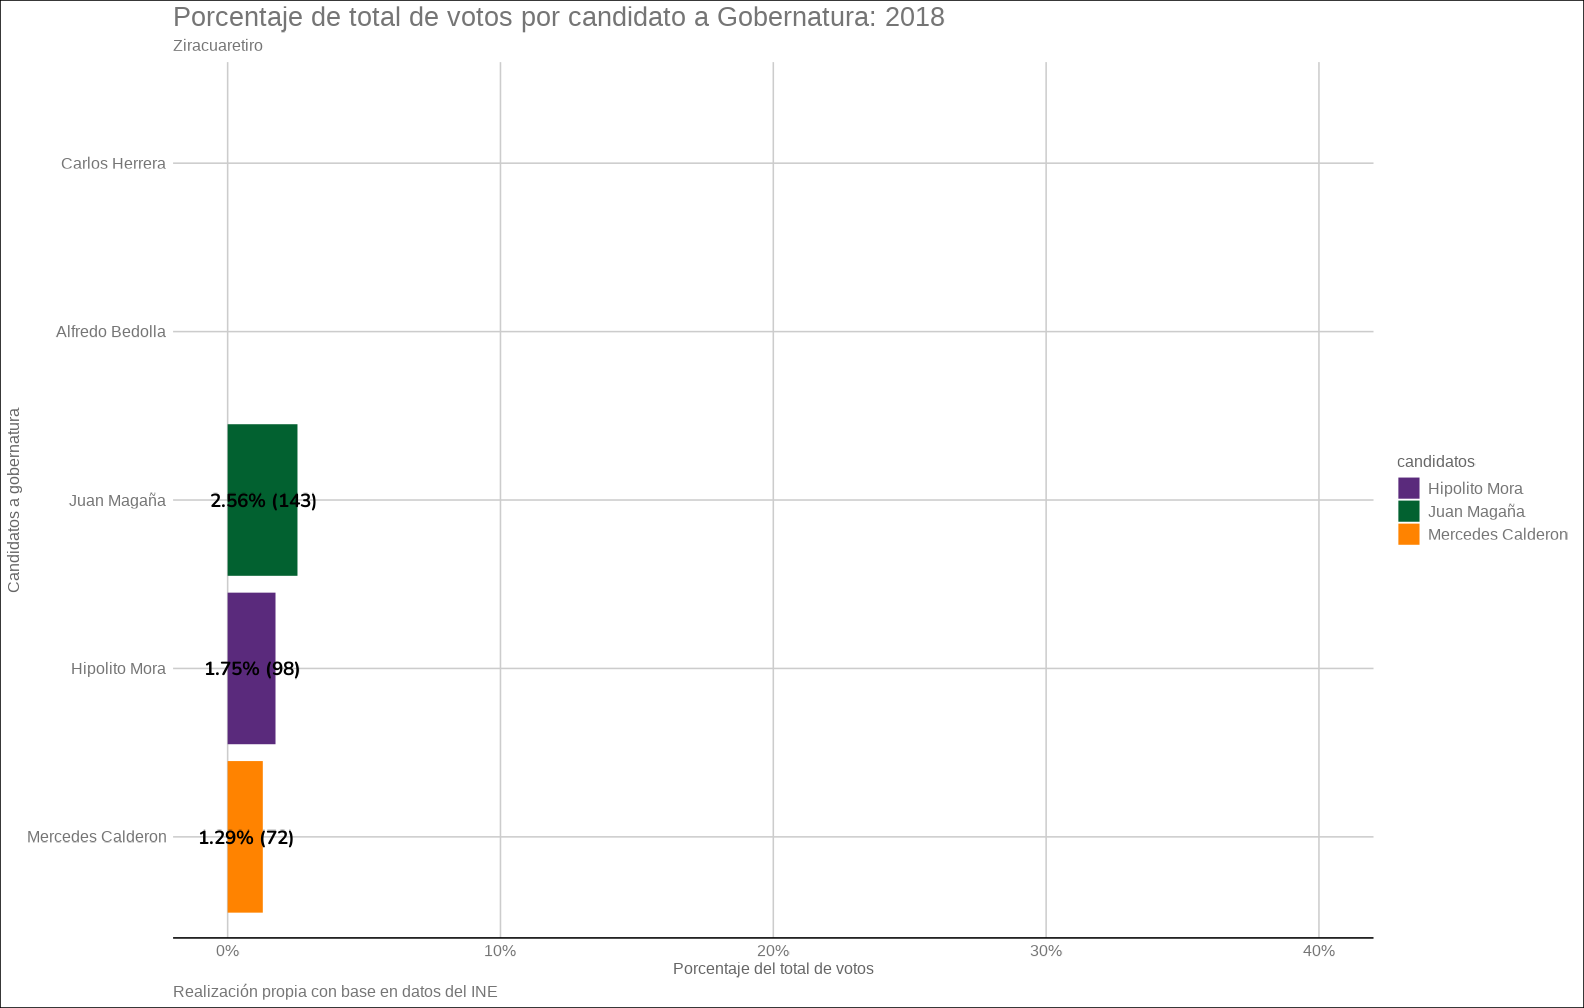 Porcentaje de total de votos por candidato a Gobernatura: 2018
Ziracuaretiro
Candidatos a gobernatura
Carlos Herrera
Alfredo Bedolla
Juan Magaña
2.56% (143)
Hipolito Mora
1.75% (98)
Mercedes Calderon
1.29% (72)
0%
10%
20%
30%
40%
Porcentaje del total de votos
candidatos
Hipolito Mora
Juan Magaña
Mercedes Calderon
Realización propia con base en datos del INE